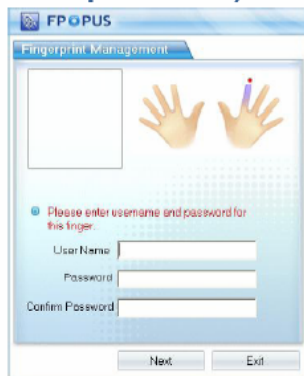 FPOPUS
Fingerprint Management
Please enter username and password for
this finger.
User Name
Password
Confirm Password
Next
Exit